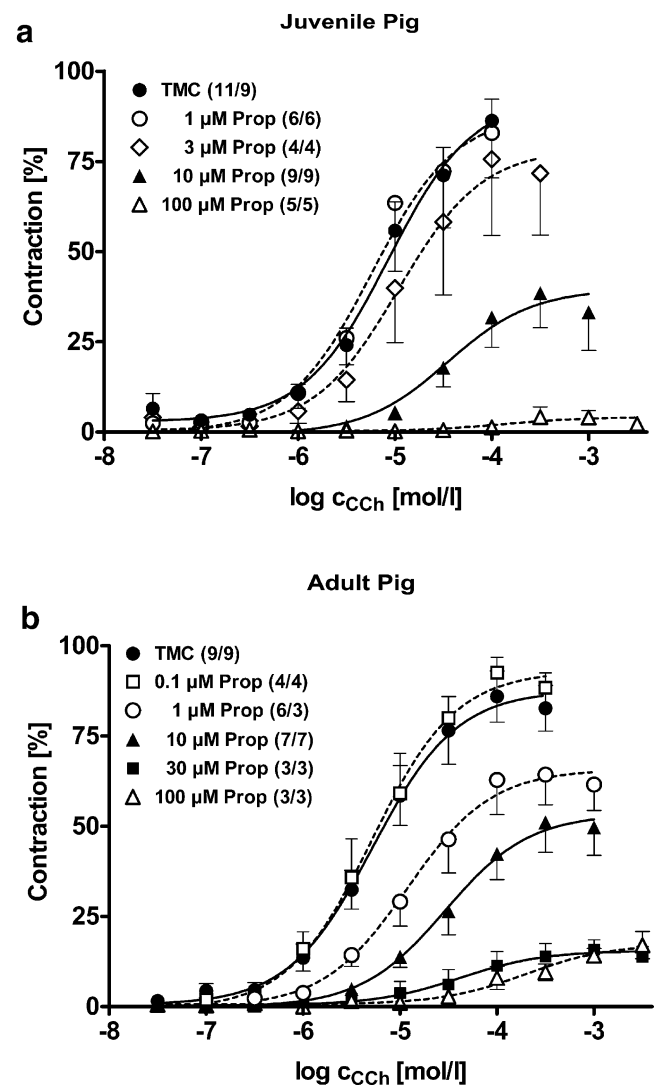 Juvenile Pig
a
100
75
50
25
0
Contraction [%]
TMC (11/9)
1 μM Prop (6/6)
3 μM Prop (4/4)
10 μM Prop (9/9)
100 μM Prop (5/5)
-8 -7 -6 -5 -4 -3
log cCCh [mol/l]
Adult Pig
b
100
75
50
25
0
Contraction [%]
TMC (9/9)
0.1 μM Prop (4/4)
1 μM Prop (6/3)
10 μM Prop (7/7)
30 μM Prop (3/3)
100 μM Prop (3/3)
-8 -7 -6 -5 -4 -3
log cCCh [mol/l]